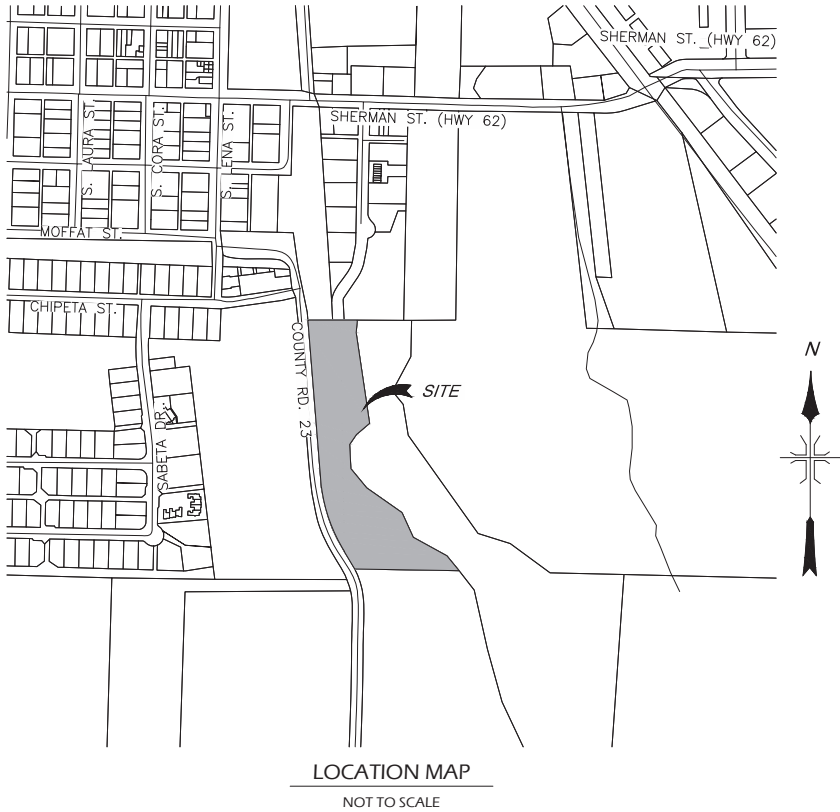 SHERMAN ST. (HWY 62)
SHERMAN ST. (HWY 62)
S. LAURA ST.
S. CORA ST.
S. LENA ST.
MOFFAT ST.
CHIPETA ST.
COUNTY RD. 23
SITE
N
SABETA DR.
LOCATION MAP
NOT TO SCALE